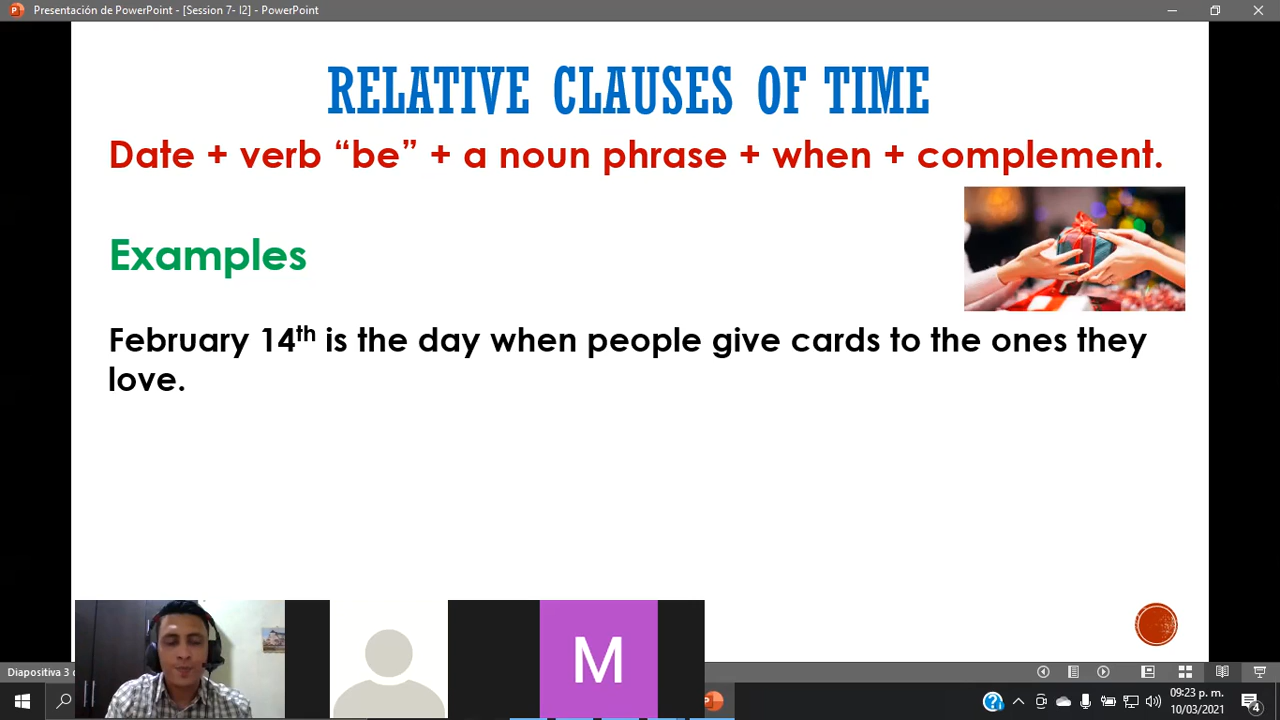 Presentación de PowerPoint - [Session 7- I2] - PowerPoint
RELATIVE CLAUSES OF TIME
Date + verb “be” + a noun phrase + when + complement.
Examples
February 14th is the day when people give cards to the ones they
love.
M
Diapositiva 3
09:23 p. m.
10/03/2021
4